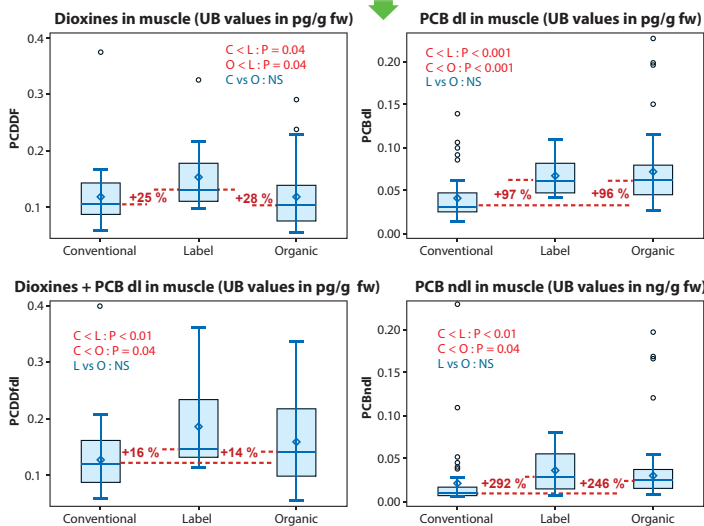 Dioxines in muscle (UB values in pg/g fw)
0.4
0.3
0.2
0.1
PCDDF
C < L : P = 0.04
O < L : P = 0.04
C vs O : NS
+25 %
+28 %
Conventional Label Organic
PCB dl in muscle (UB values in pg/g fw)
0.20
0.15
0.10
0.05
0.00
PCBdl
C < L : P < 0.001
C < O : P < 0.001
L vs O : NS
+97 %
+96 %
Conventional Label Organic
Dioxines + PCB dl in muscle (UB values in pg/g fw)
0.4
0.3
0.2
0.1
PCDDfdl
C < L : P < 0.01
C < O : P = 0.04
L vs O : NS
+16 %
+14 %
Conventional Label Organic
PCB ndl in muscle (UB values in ng/g fw)
0.20
0.15
0.10
0.05
0.00
PCBndl
C < L : P < 0.01
C < O : P = 0.04
L vs O : NS
+292 %
+246 %
Conventional Label Organic